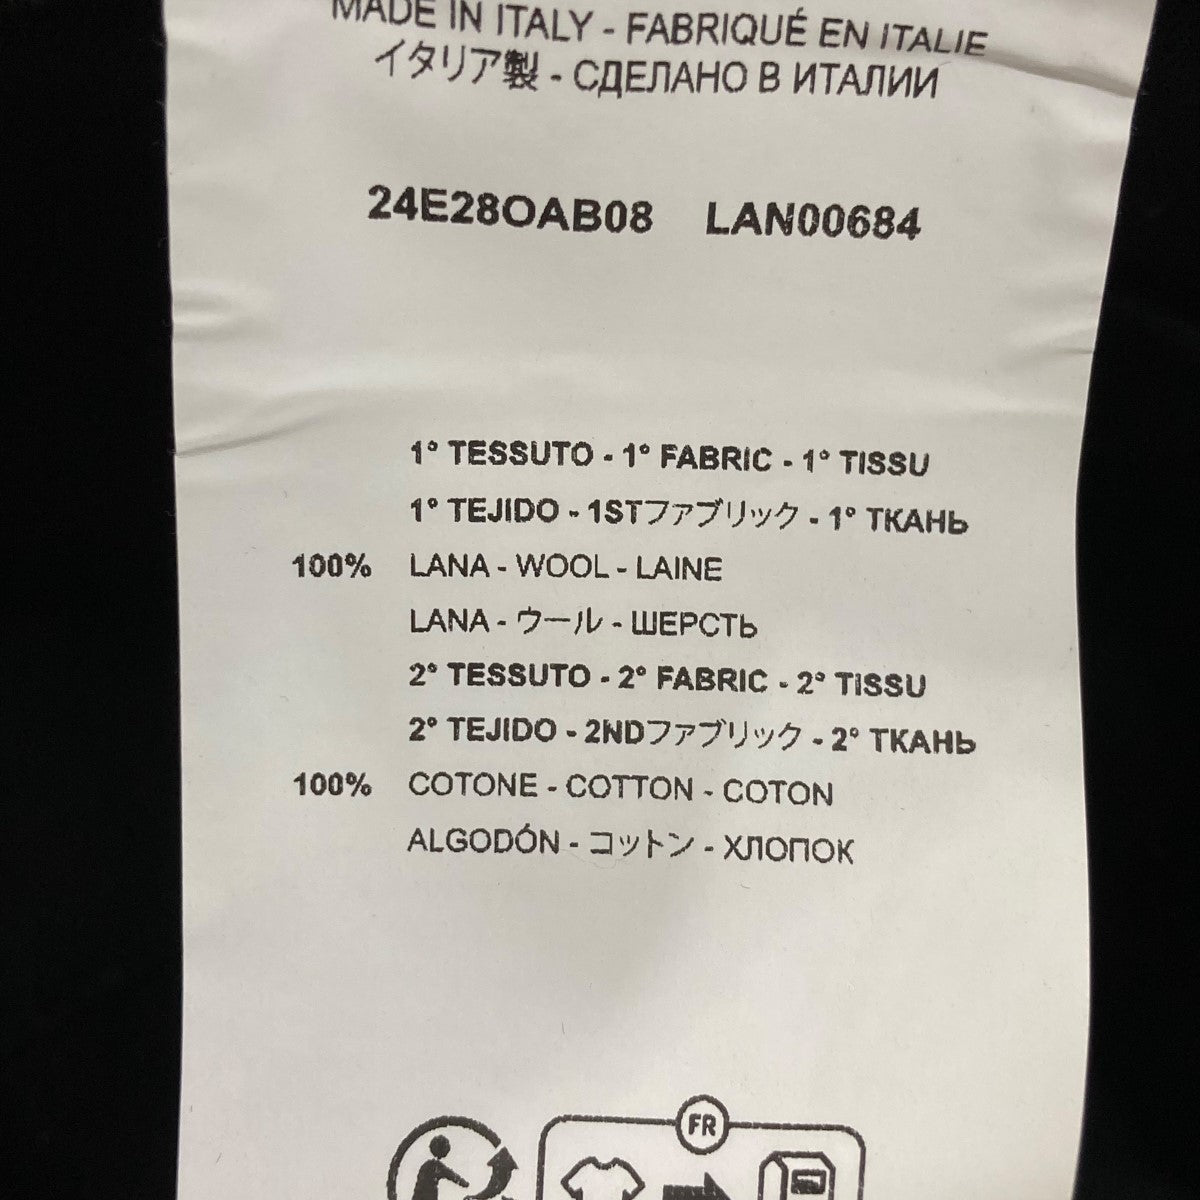 MADE IN ITALY - FABRIQUÉ EN ITALIE
イタリア製 - СДЕЛАНО В ИТАЛИИ
24E28OAB08 LAN00684
1° TESSUTO - 1° FABRIC - 1° TISSU
1° TEJIDO - 1STファブリック - 1° ТКАНЬ
100% LANA - WOOL - LAINE
LANA - ウール - ШЕРСТЬ
2° TESSUTO - 2° FABRIC - 2° TISSU
2° TEJIDO - 2NDファブリック - 2° ТКАНЬ
100% COTONE - COTTON - COTON
ALGODÓN - コットン - ХЛОПОК
FR